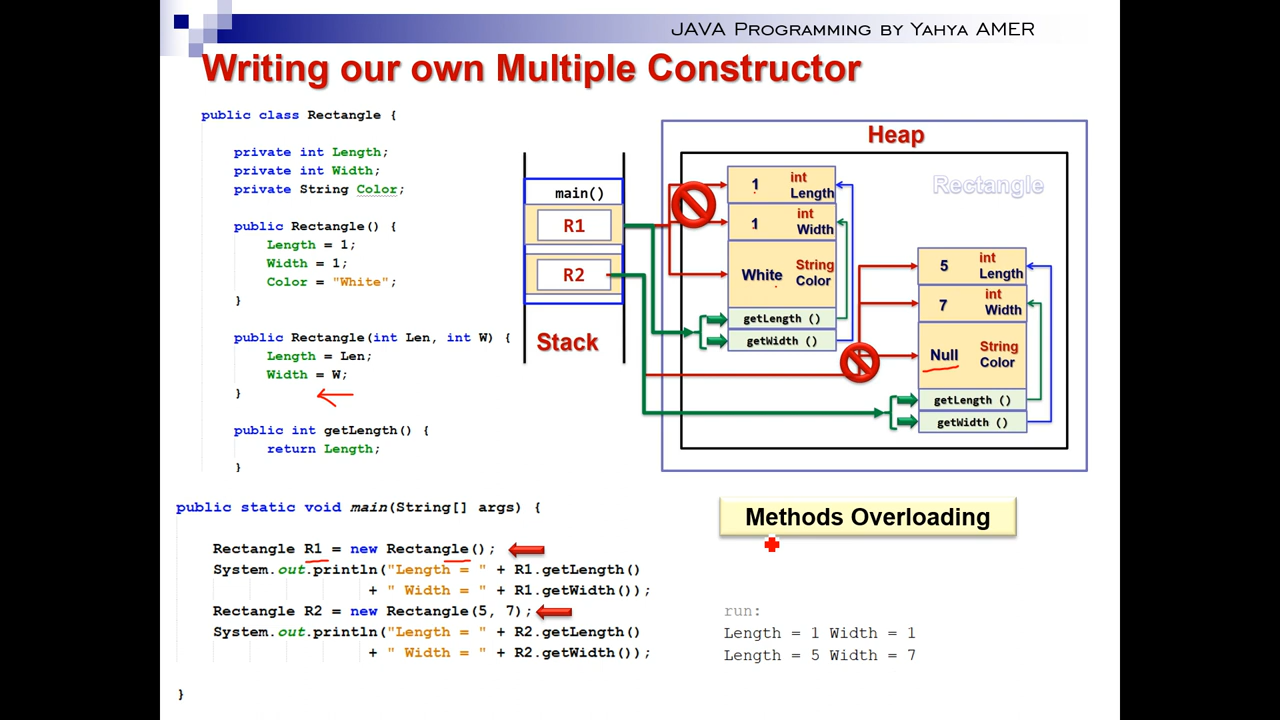 JAVA PROGRAMMING BY YAHYA AMER
Writing our own Multiple Constructor
public class Rectangle {
private int Length;
private int Width;
private String Color;
public Rectangle() {
Length = 1;
Width = 1;
Color = "White";
}
public Rectangle(int Len, int W) {
Length = Len;
Width = W;
}
public int getLength() {
return Length;
}
main()
R1
R2
Stack
Heap
Rectangle
1 int Length
1 int Width
White String Color
getLength ()
getWidth ()
5 int Length
7 int Width
Null String Color
getLength ()
getWidth ()
public static void main(String[] args) {
Rectangle R1 = new Rectangle();
System.out.println("Length = " + R1.getLength()
+ " Width = " + R1.getWidth());
Rectangle R2 = new Rectangle(5, 7);
System.out.println("Length = " + R2.getLength()
+ " Width = " + R2.getWidth());
}
Methods Overloading
run:
Length = 1 Width = 1
Length = 5 Width = 7